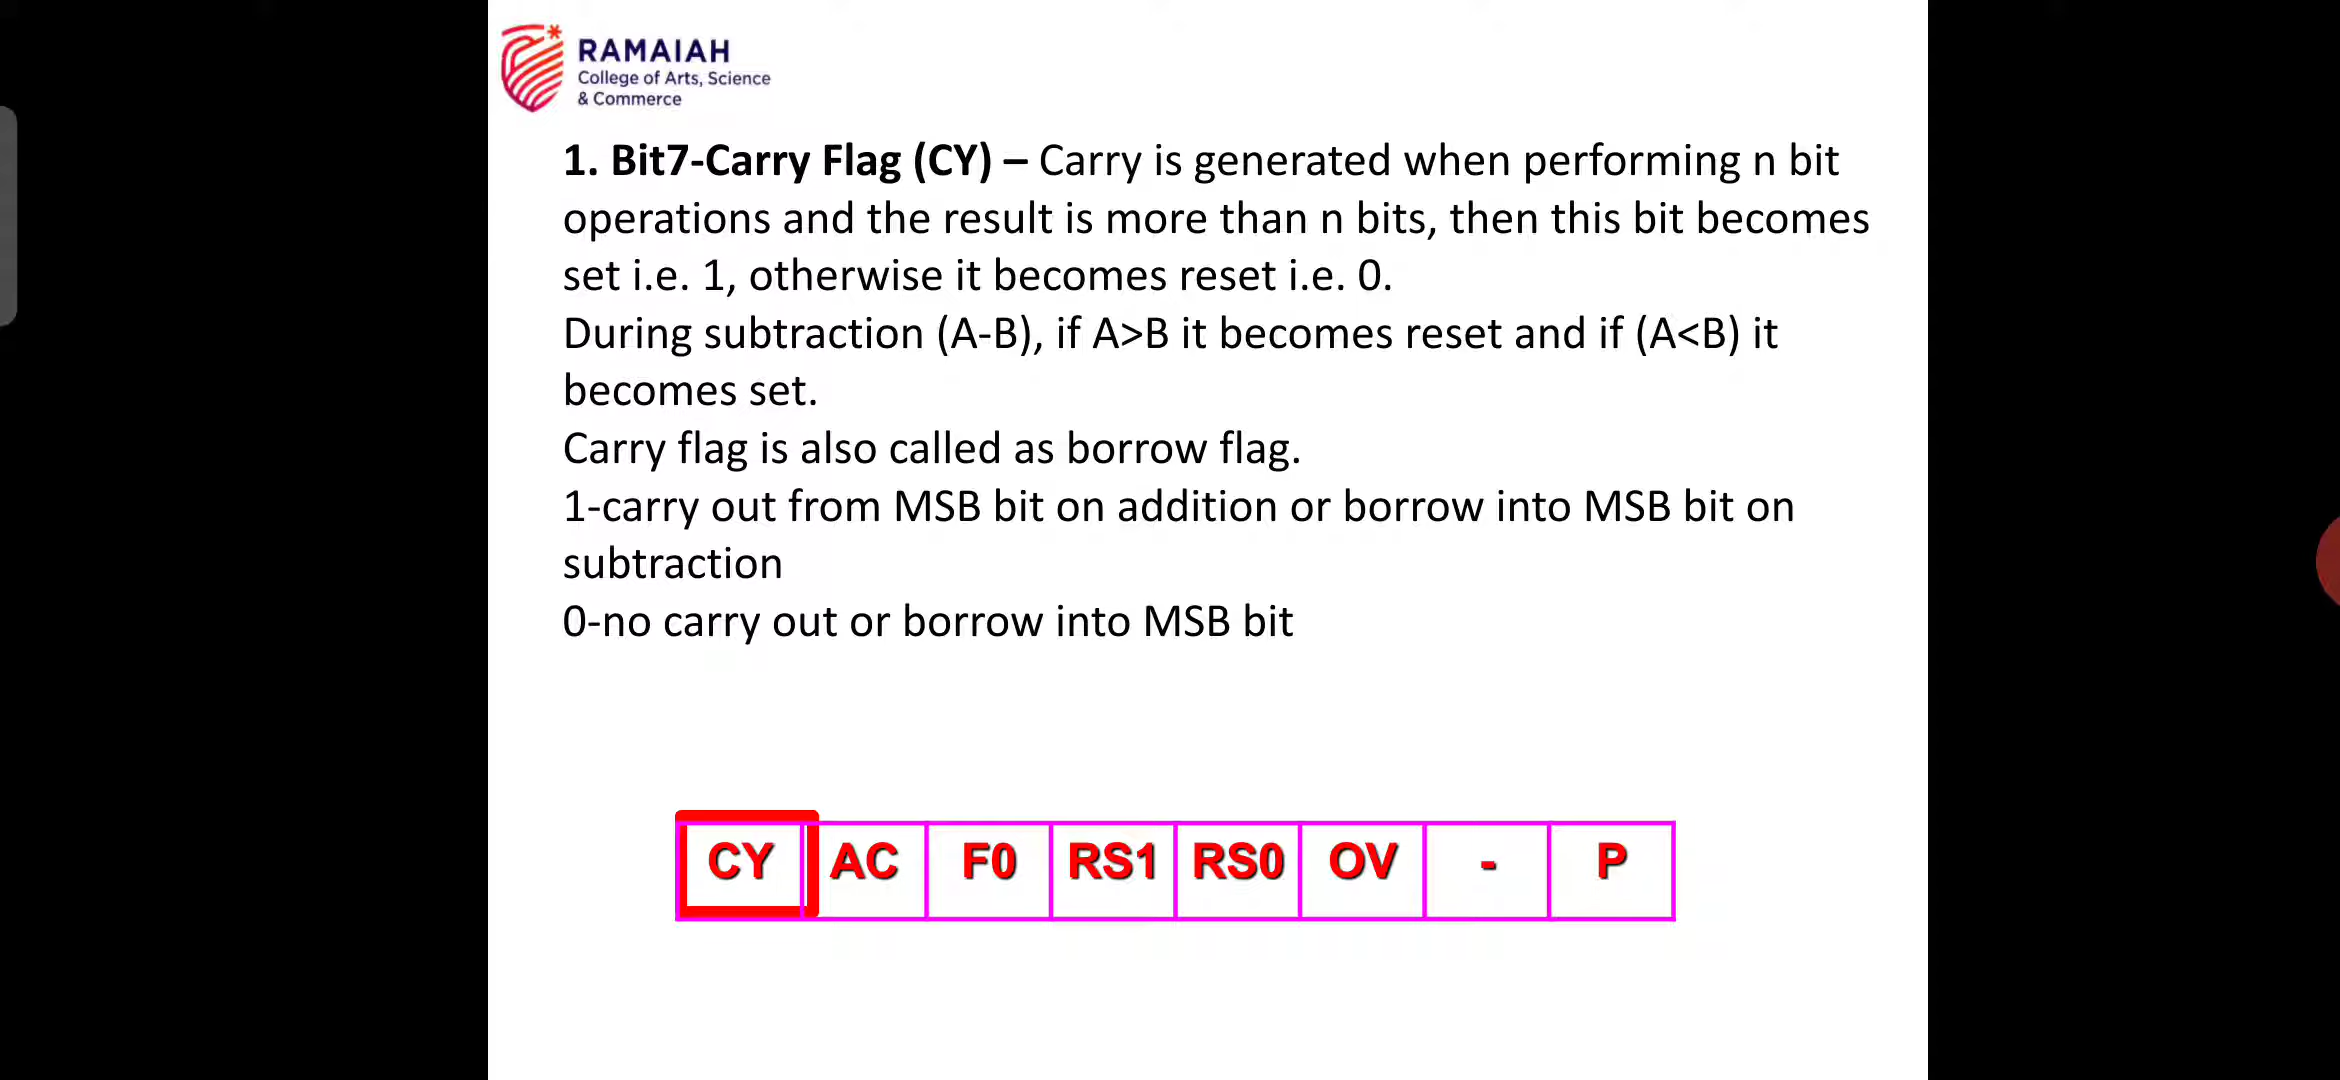 RAMAIAH
College of Arts, Science
& Commerce
1. Bit7-Carry Flag (CY) – Carry is generated when performing n bit
operations and the result is more than n bits, then this bit becomes
set i.e. 1, otherwise it becomes reset i.e. 0.
During subtraction (A-B), if A>B it becomes reset and if (A<B) it
becomes set.
Carry flag is also called as borrow flag.
1-carry out from MSB bit on addition or borrow into MSB bit on
subtraction
0-no carry out or borrow into MSB bit
CY AC F0 RS1 RS0 OV - P